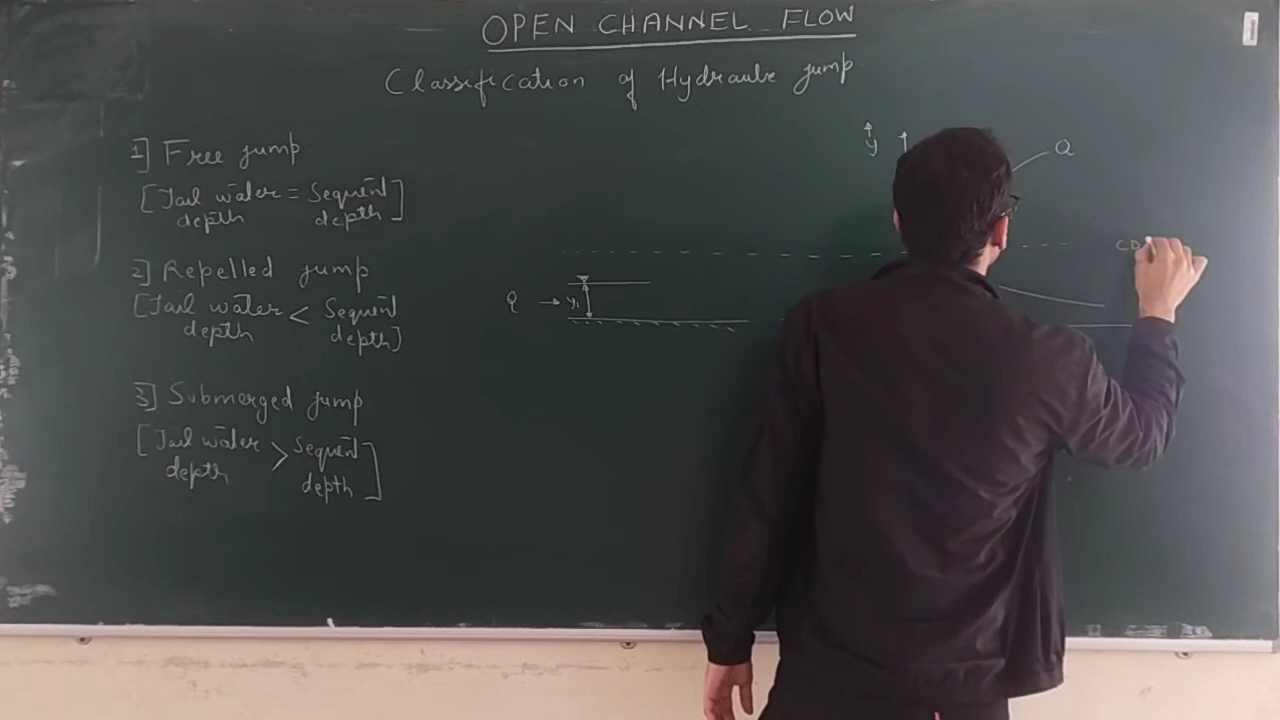 OPEN CHANNEL FLOW
Classification of Hydraulic jump
1] Free jump
[Tail water = Sequent]
depth depth
2] Repelled jump
[Tail water < Sequent
depth depth]
3] Submerged jump
[Tail water > Sequent]
depth depth
y
Q
CD
Q → y₁